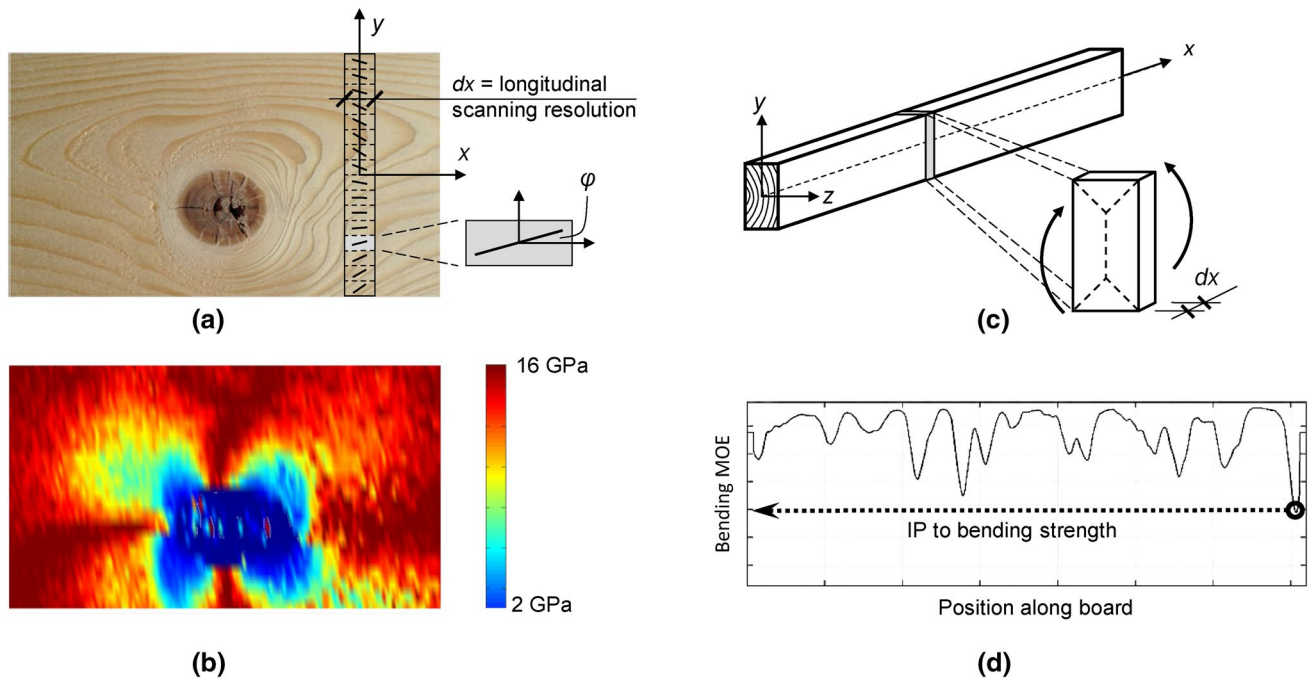 y
dx = longitudinal
scanning resolution
x
φ
(a)
16 GPa
2 GPa
(b)
x
y
z
dx
(c)
Bending MOE
IP to bending strength
Position along board
(d)